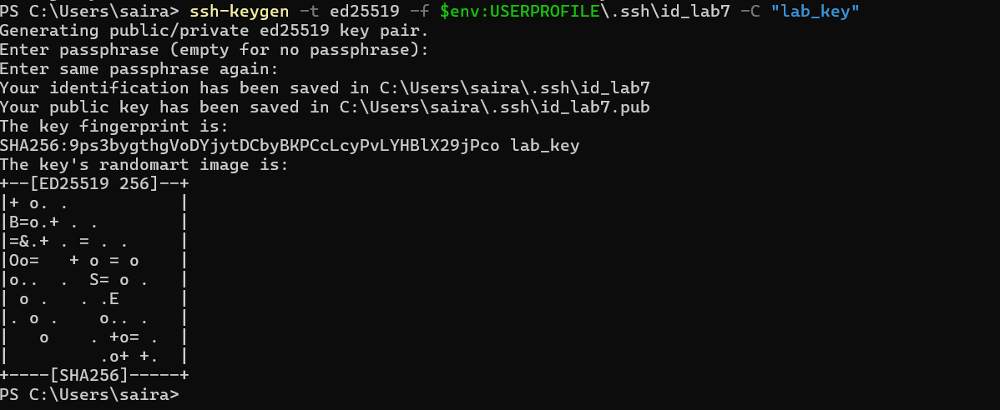 PS C:\Users\saira> ssh-keygen -t ed25519 -f $env:USERPROFILE\.ssh\id_lab7 -C "lab_key"
Generating public/private ed25519 key pair.
Enter passphrase (empty for no passphrase):
Enter same passphrase again:
Your identification has been saved in C:\Users\saira\.ssh\id_lab7
Your public key has been saved in C:\Users\saira\.ssh\id_lab7.pub
The key fingerprint is:
SHA256:9ps3bygthgVoDYjytDCbyBKPCcLcyPvLYHBlX29jPco lab_key
The key's randomart image is:
+--[ED25519 256]--+
|+ o. .           |
|B=o.+ . .        |
|=&.+ . = . .     |
|Oo=   + o = o    |
|o..  .  S= o .   |
| o .   . .E      |
|. o .    o.. .   |
|   o    . +o= .  |
|         .o+ +.  |
+----[SHA256]-----+
PS C:\Users\saira>